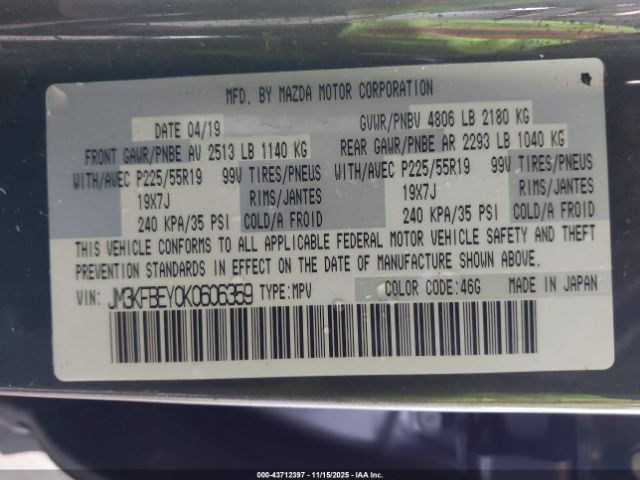 MFD. BY MAZDA MOTOR CORPORATION
DATE 04/19 GVWR/PNBV 4806 LB 2180 KG
FRONT GAWR/PNBE AV 2513 LB 1140 KG REAR GAWR/PNBE AR 2293 LB 1040 KG
WITH/AVEC P225/55R19 99V TIRES/PNEUS WITH/AVEC P225/55R19 99V TIRES/PNEUS
19X7J RIMS/JANTES 19X7J RIMS/JANTES
240 KPA/35 PSI COLD/A FROID 240 KPA/35 PSI COLD/A FROID
THIS VEHICLE CONFORMS TO ALL APPLICABLE FEDERAL MOTOR VEHICLE SAFETY AND THEFT
PREVENTION STANDARDS IN EFFECT ON THE DATE OF MANUFACTURE SHOWN ABOVE.
VIN: JM3KFBEY0K0606359 TYPE:MPV COLOR CODE:46G MADE IN JAPAN
000-43712397 - 11/15/2025 - IAAI.com